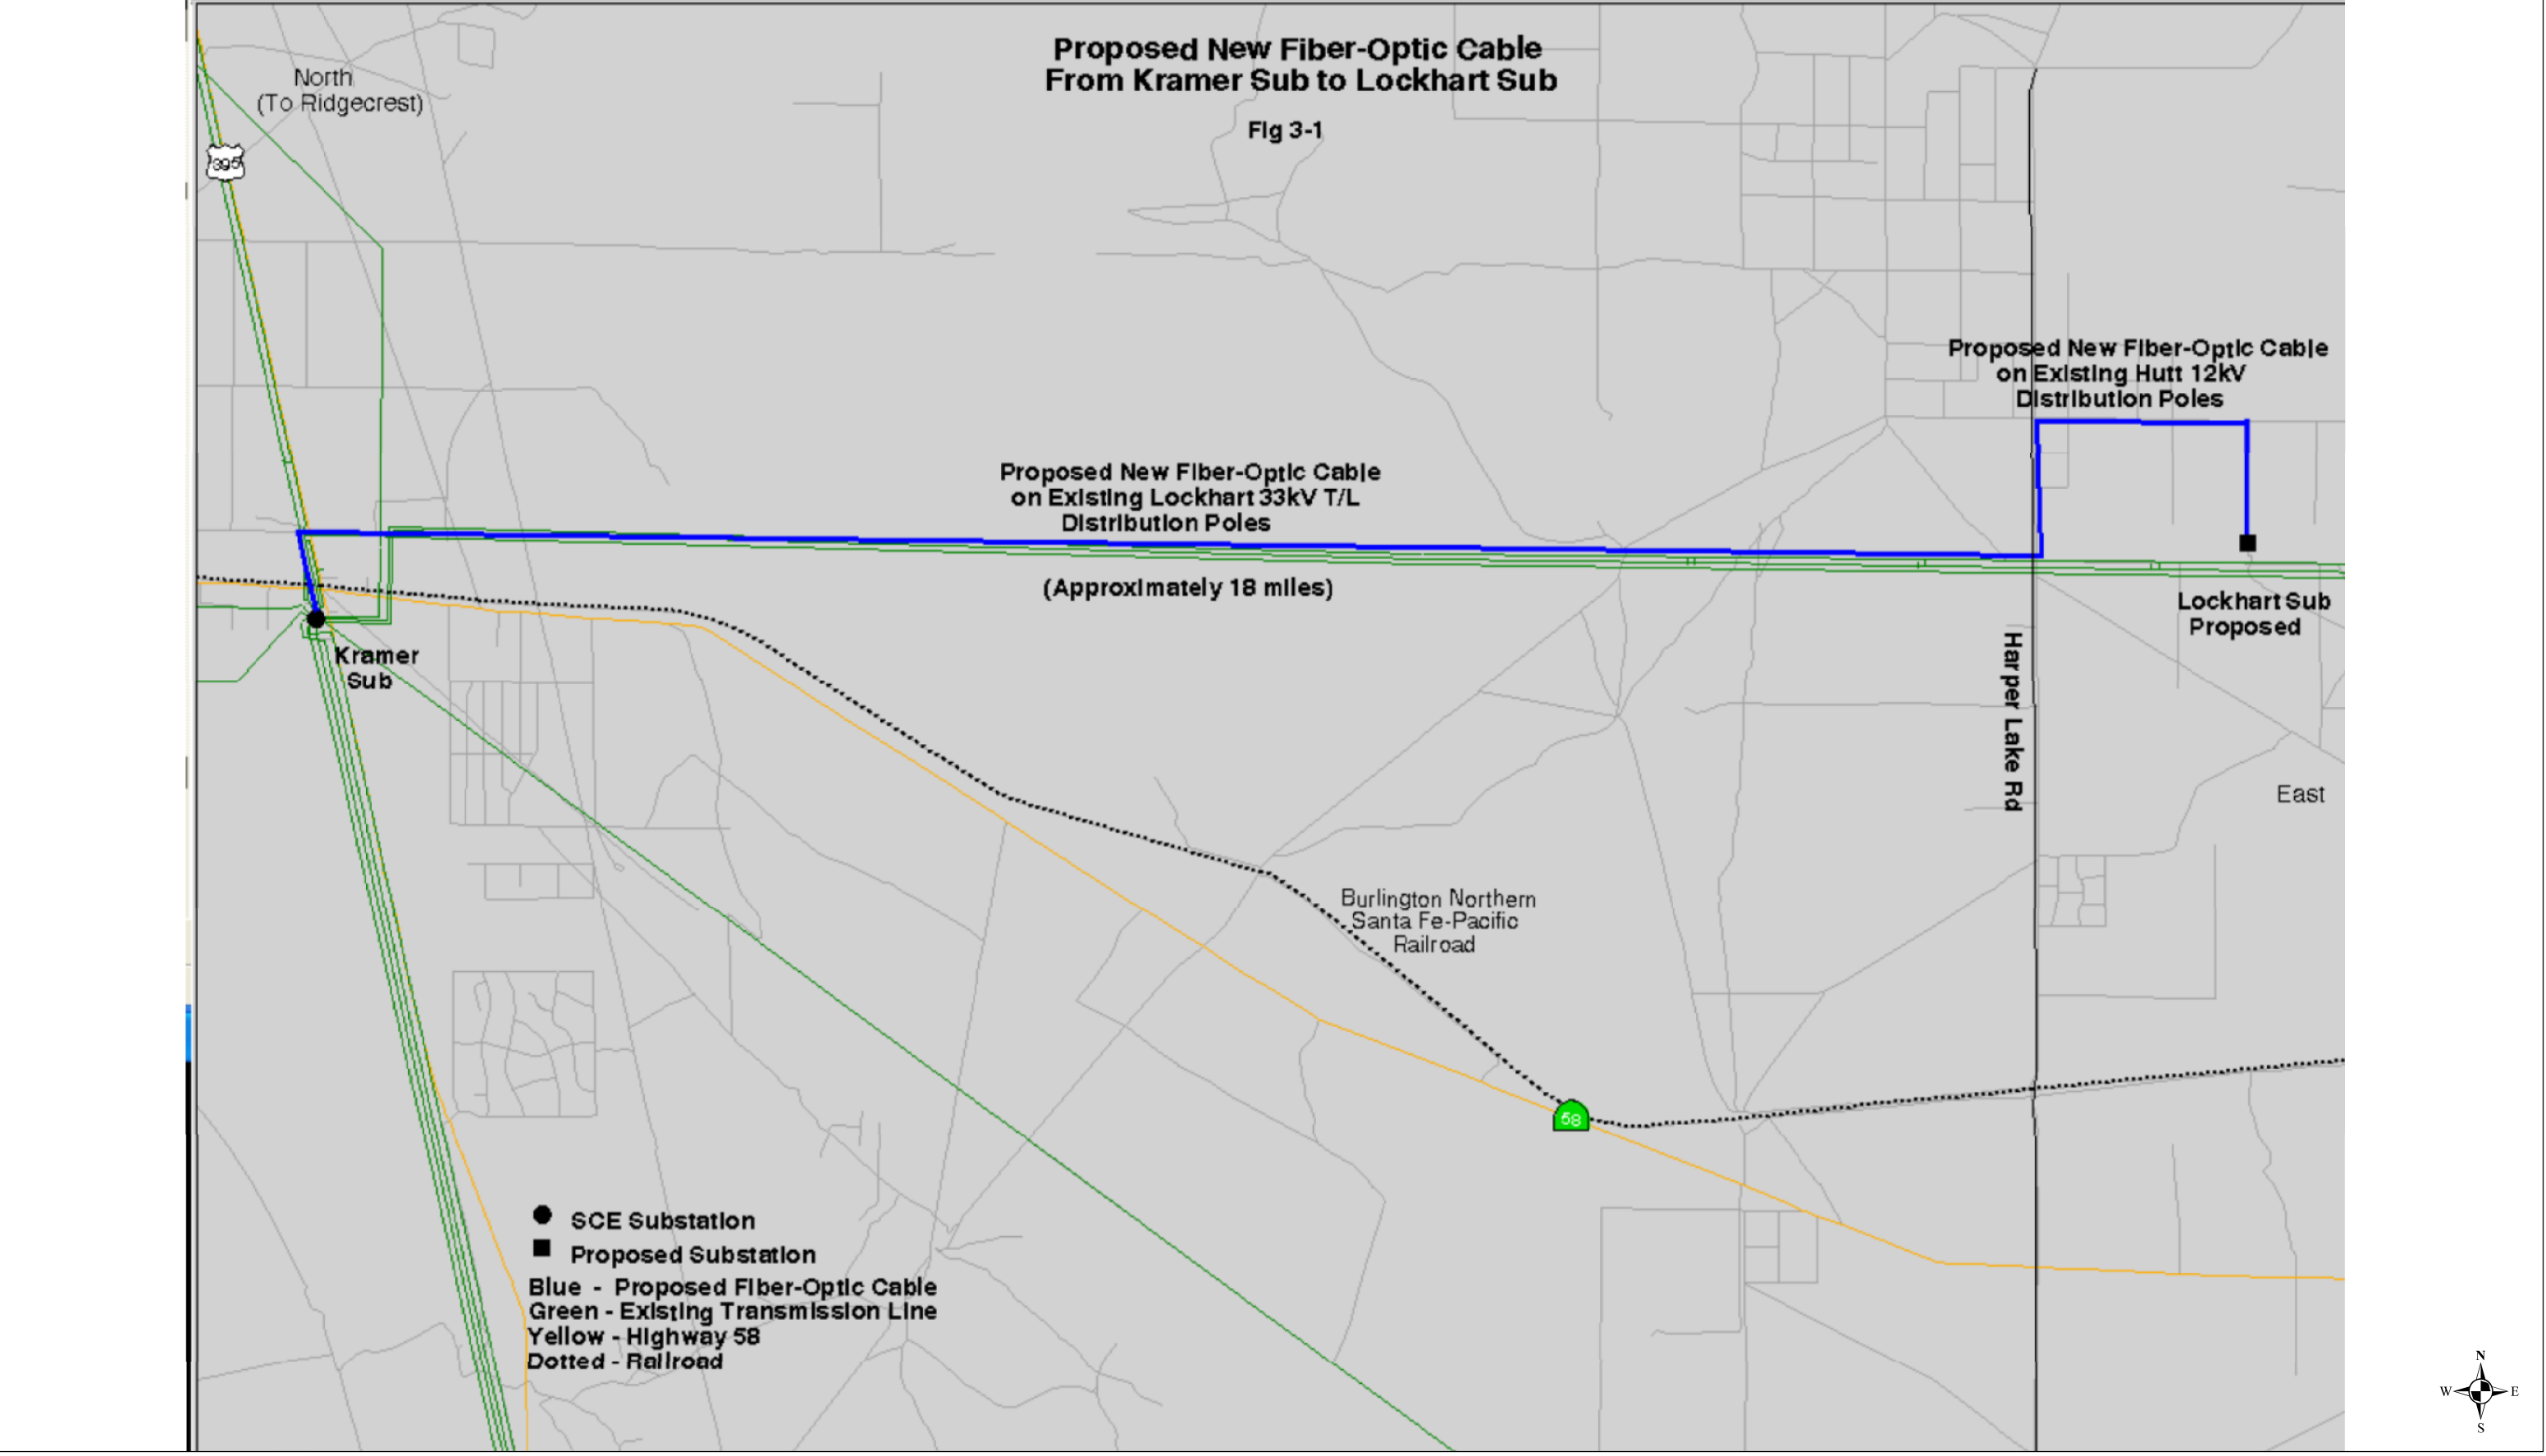 Proposed New Fiber-Optic Cable
From Kramer Sub to Lockhart Sub
Fig 3-1
North
(To Ridgecrest)
395
Proposed New Fiber-Optic Cable
on Existing Hutt 12kV
Distribution Poles
Proposed New Fiber-Optic Cable
on Existing Lockhart 33kV T/L
Distribution Poles
(Approximately 18 miles)
Lockhart Sub
Proposed
Kramer
Sub
Harper Lake Rd
East
Burlington Northern
Santa Fe-Pacific
Railroad
58
SCE Substation
Proposed Substation
Blue - Proposed Fiber-Optic Cable
Green - Existing Transmission Line
Yellow - Highway 58
Dotted - Railroad
N
W E
S